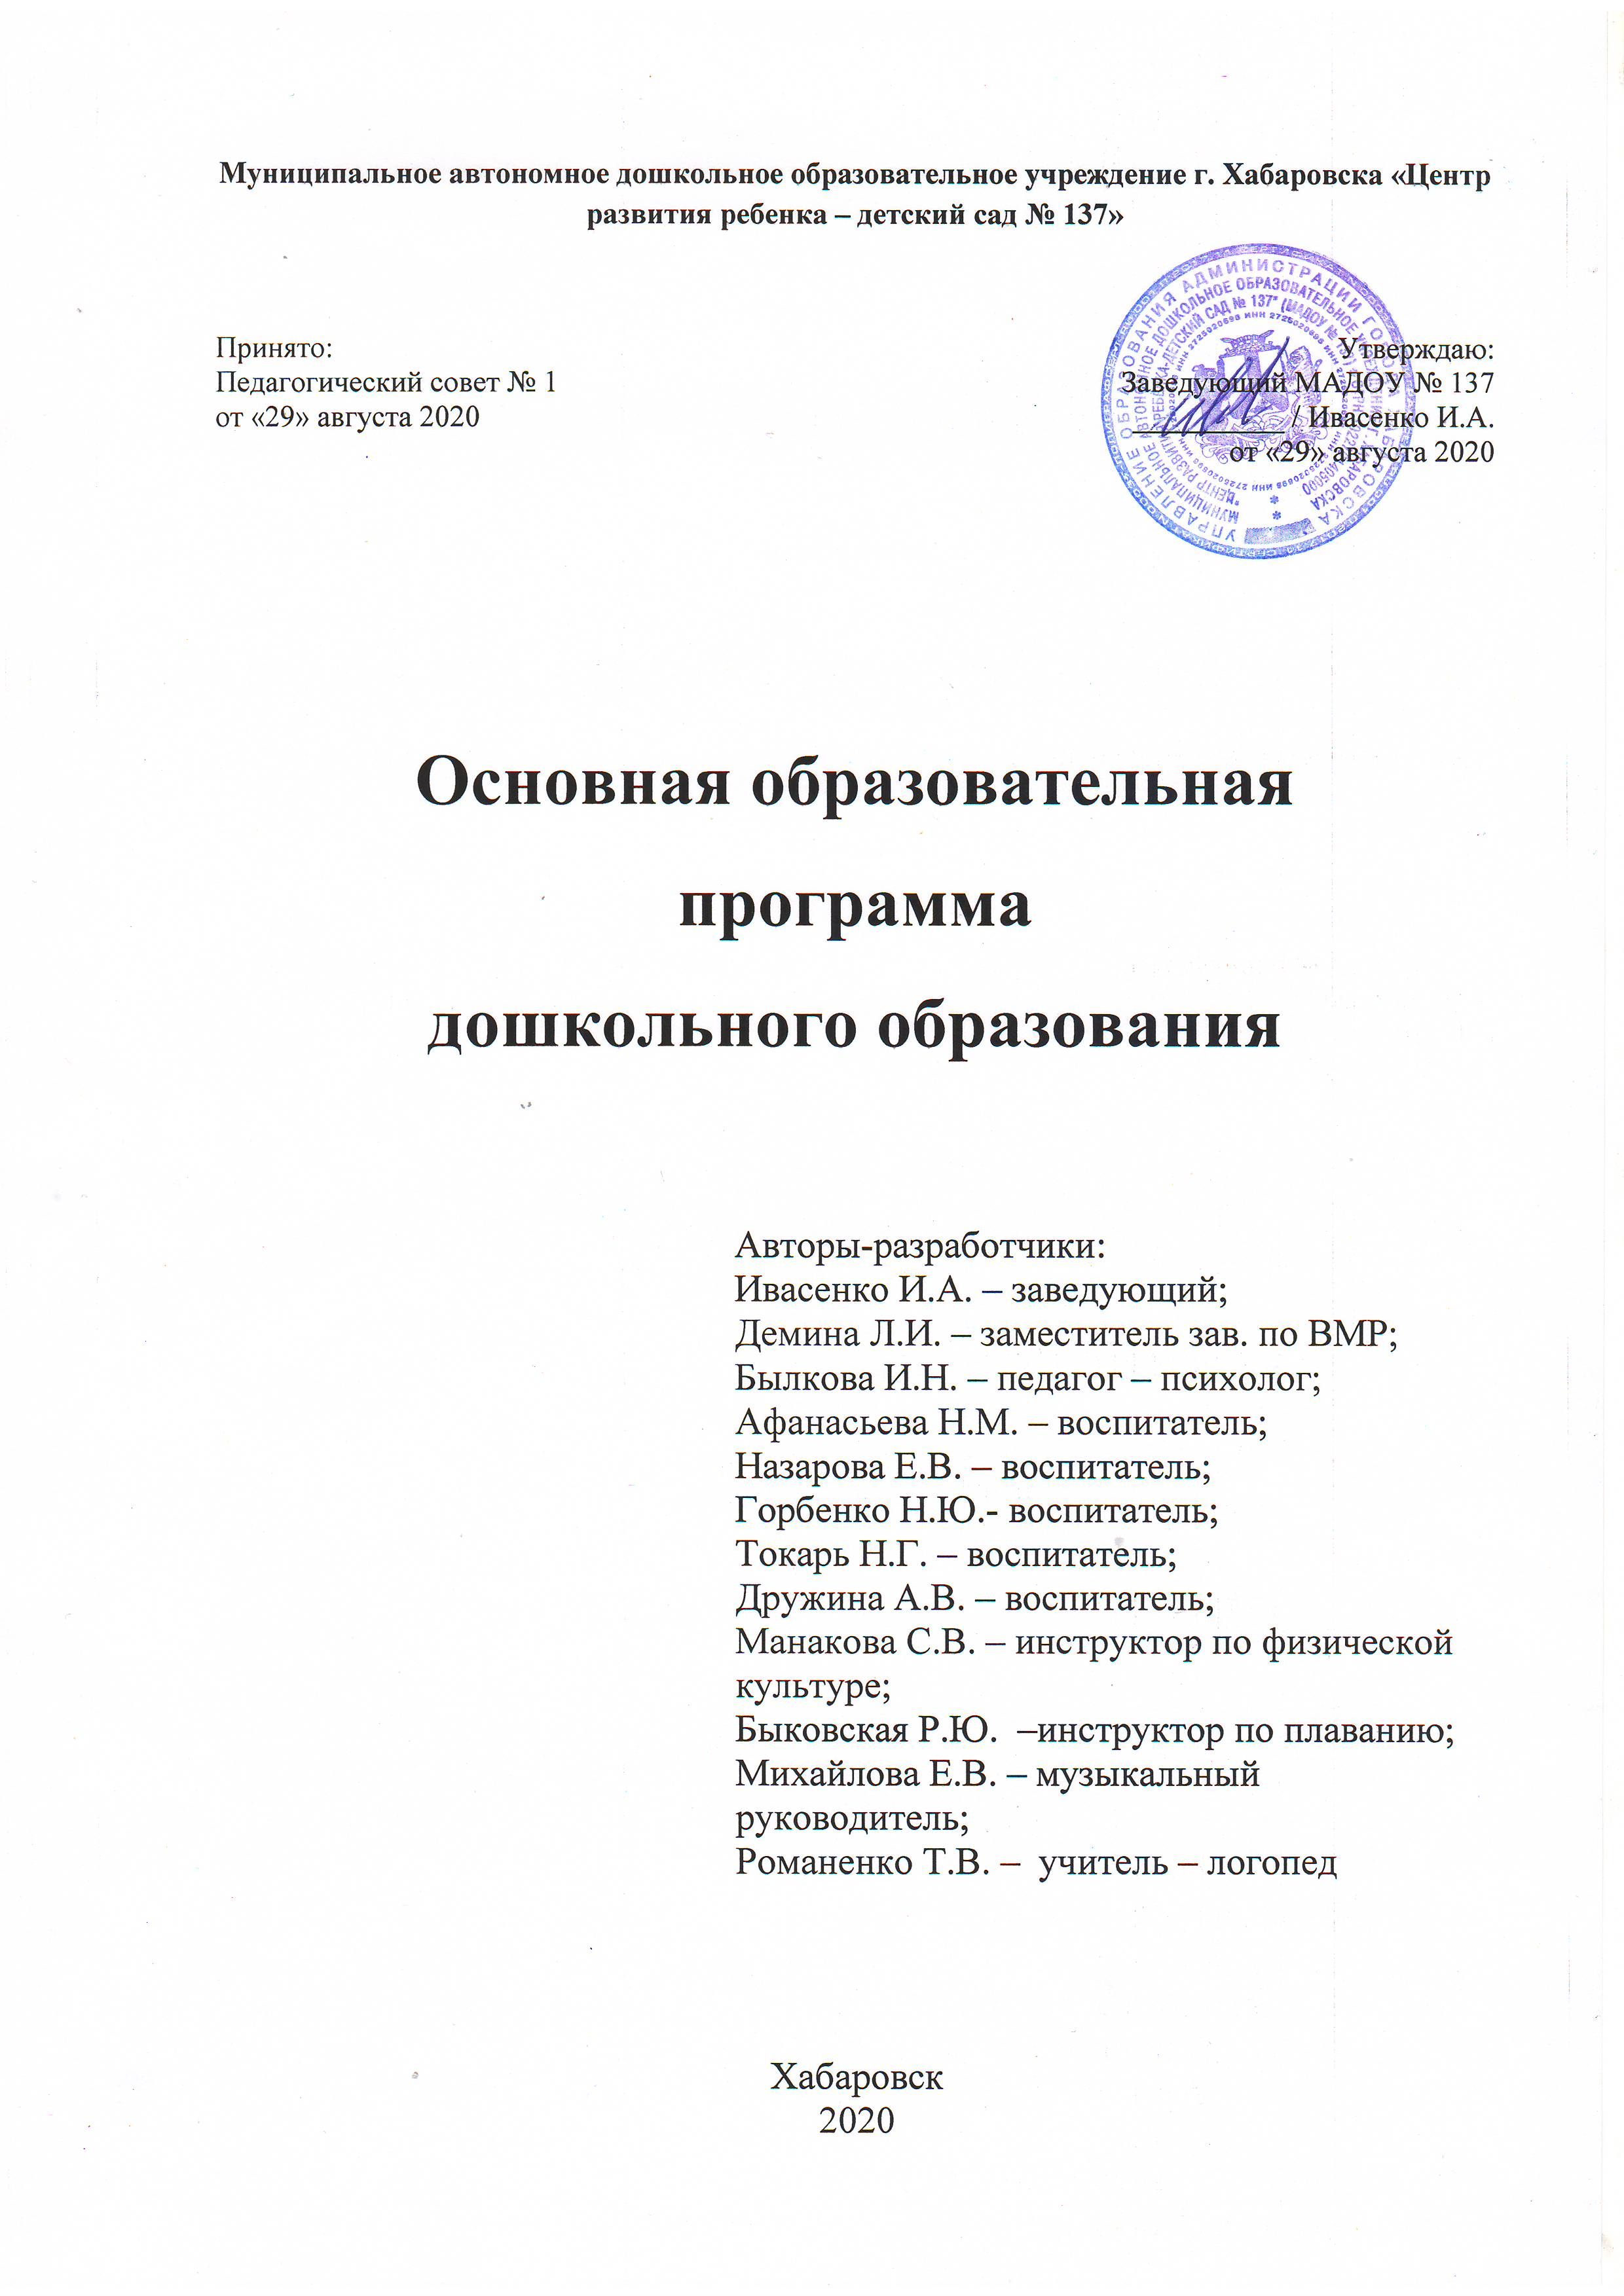 Муниципальное автономное дошкольное образовательное учреждение г. Хабаровска «Центр
развития ребенка – детский сад № 137»
Принято:
Педагогический совет № 1
от «29» августа 2020
Утверждаю:
Заведующий МАДОУ № 137
___________ / Ивасенко И.А.
от «29» августа 2020
Основная образовательная
программа
дошкольного образования
Авторы-разработчики:
Ивасенко И.А. – заведующий;
Демина Л.И. – заместитель зав. по ВМР;
Былкова И.Н. – педагог – психолог;
Афанасьева Н.М. – воспитатель;
Назарова Е.В. – воспитатель;
Горбенко Н.Ю.- воспитатель;
Токарь Н.Г. – воспитатель;
Дружина А.В. – воспитатель;
Манакова С.В. – инструктор по физической
культуре;
Быковская Р.Ю.  –инструктор по плаванию;
Михайлова Е.В. – музыкальный
руководитель;
Романенко Т.В. –  учитель – логопед
Хабаровск
2020